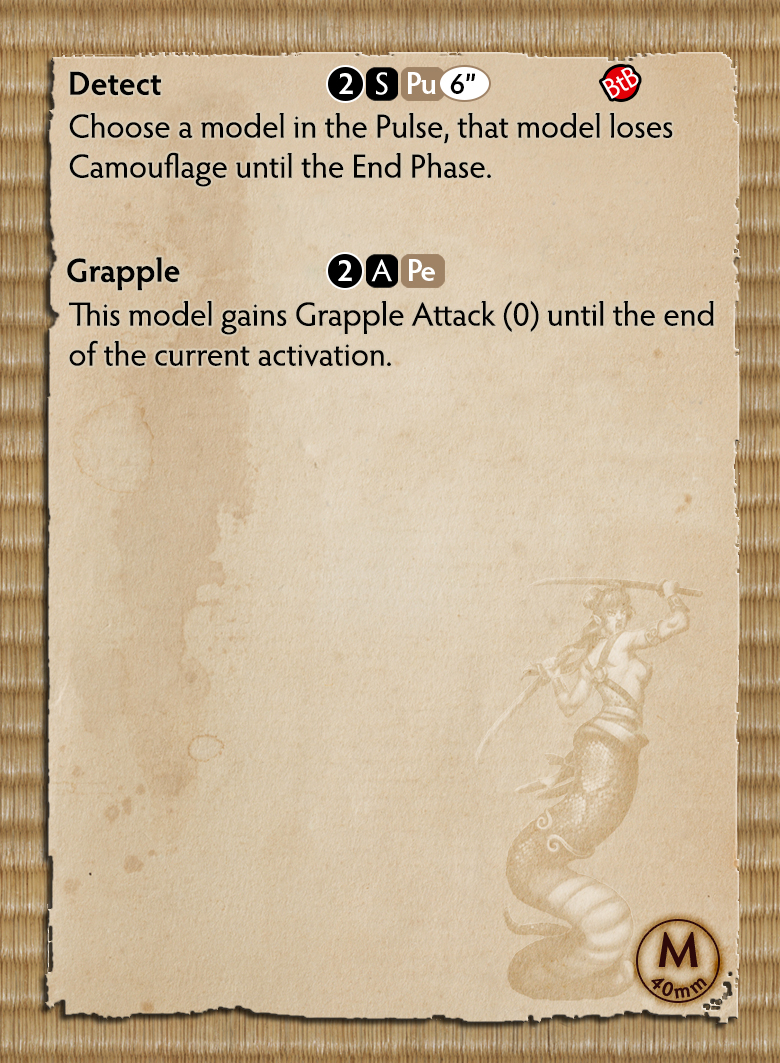 Detect 2 S Pu 6" BtB
Choose a model in the Pulse, that model loses
Camouflage until the End Phase.
Grapple 2 A Pe
This model gains Grapple Attack (0) until the end
of the current activation.
M
40mm